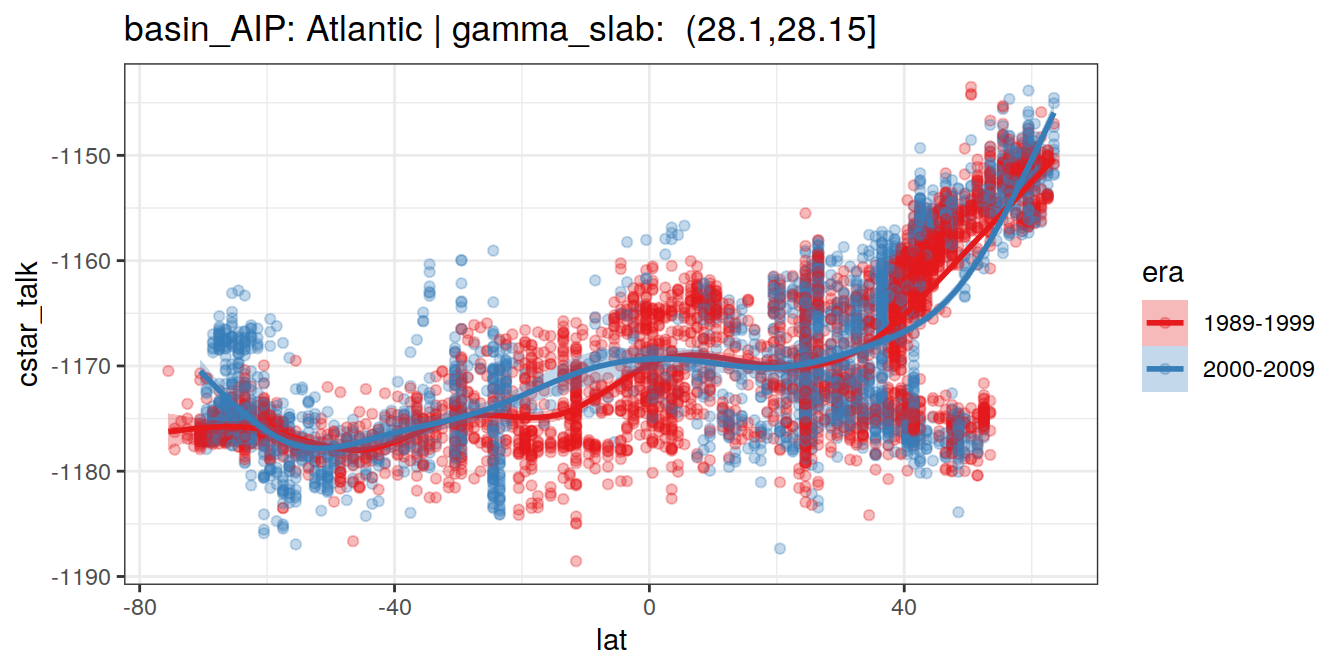 basin_AIP: Atlantic | gamma_slab:  (28.1,28.15]
cstar_talk
-1150
-1160
-1170
-1180
-1190
-80
-40
0
40
lat
era
1989-1999
2000-2009